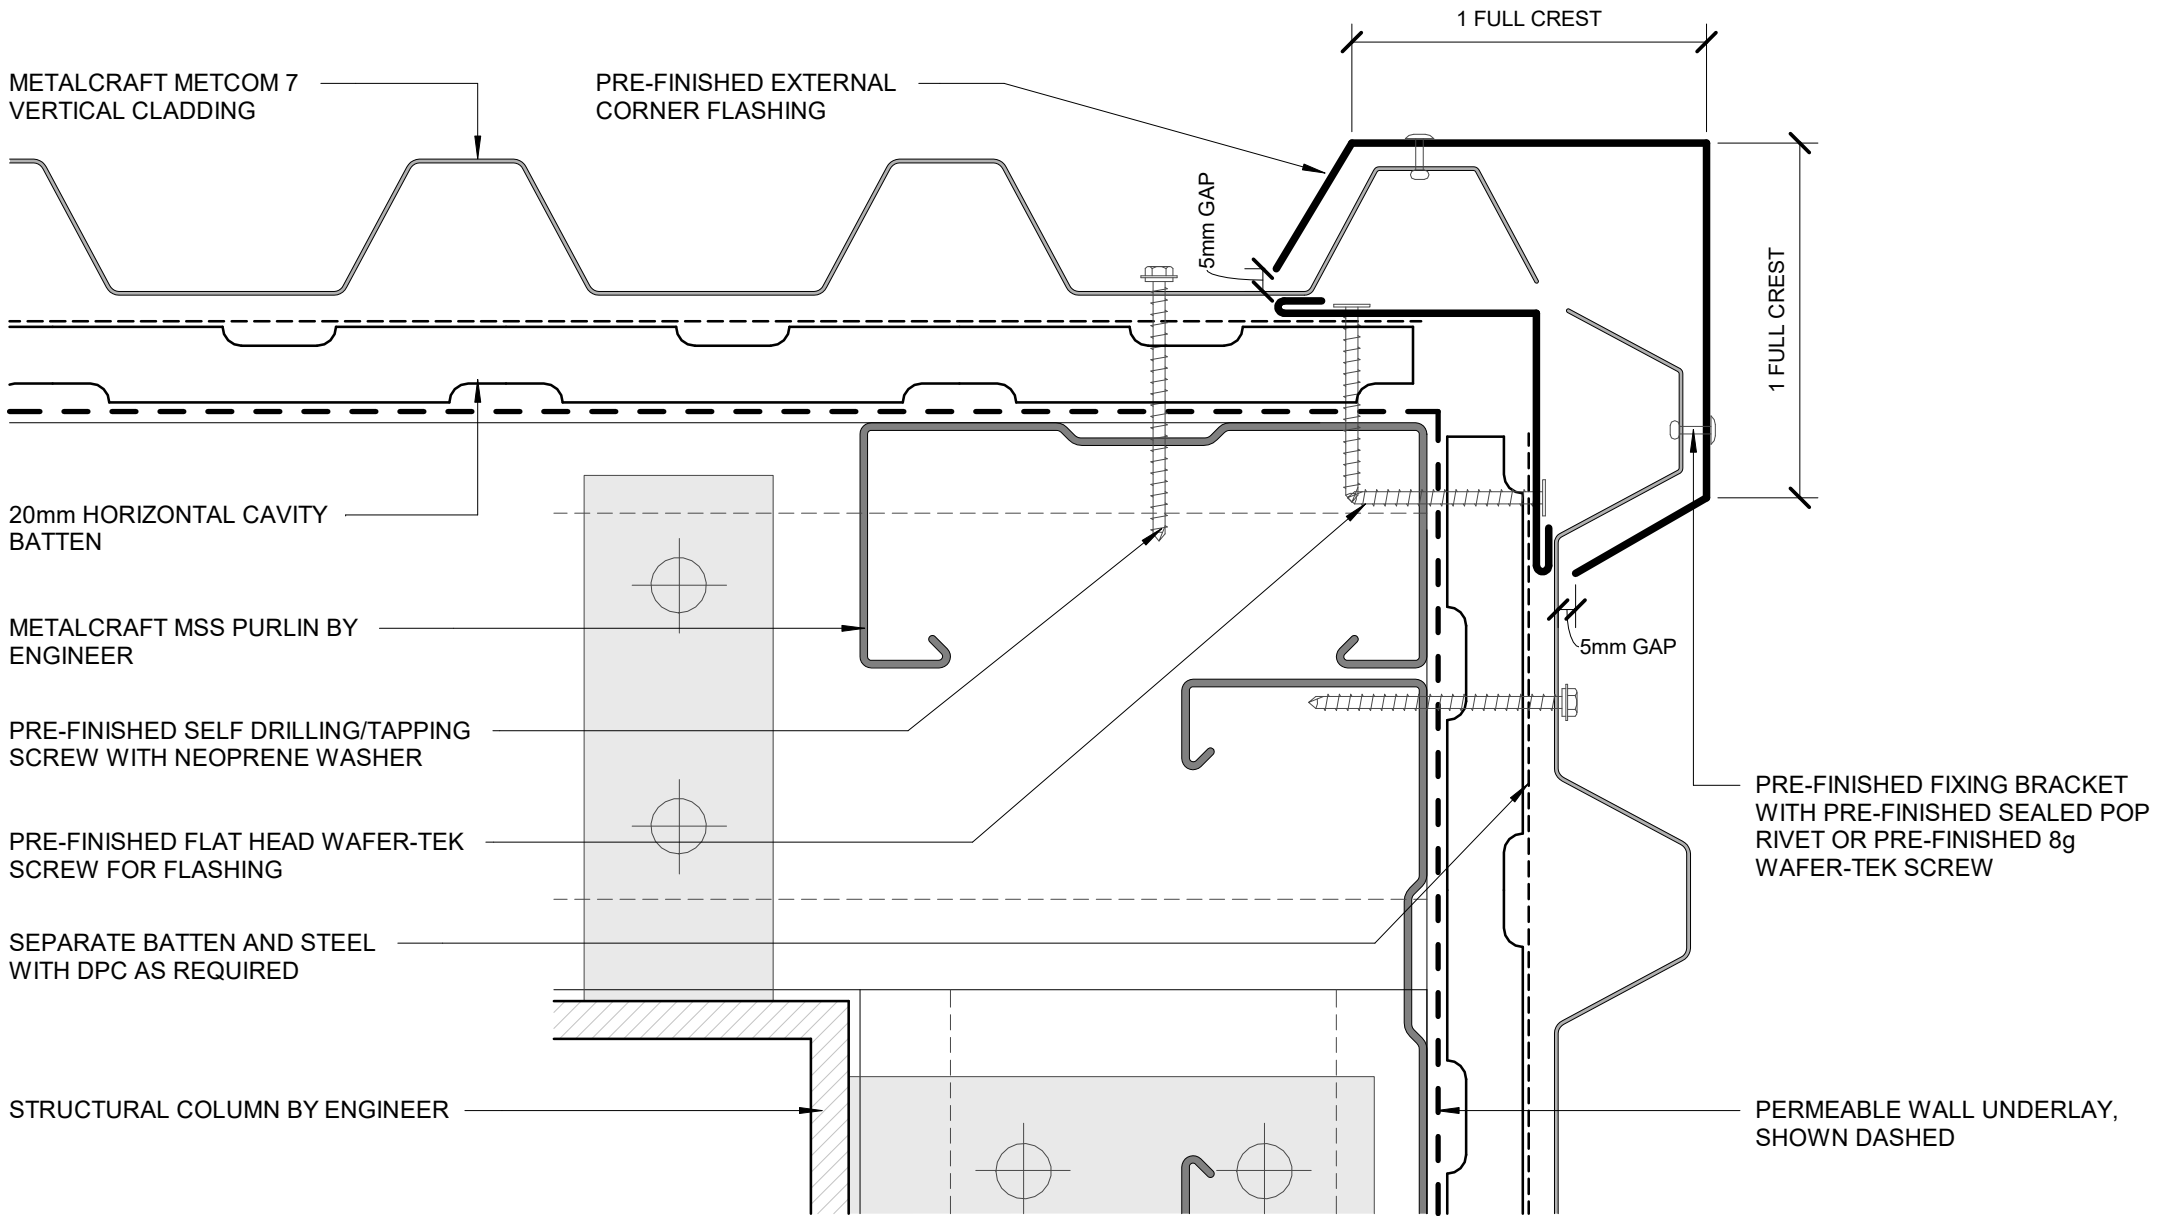 1 FULL CREST
METALCRAFT METCOM 7
VERTICAL CLADDING
PRE-FINISHED EXTERNAL
CORNER FLASHING
5mm GAP
1 FULL CREST
20mm HORIZONTAL CAVITY
BATTEN
METALCRAFT MSS PURLIN BY
ENGINEER
5mm GAP
PRE-FINISHED SELF DRILLING/TAPPING
SCREW WITH NEOPRENE WASHER
PRE-FINISHED FIXING BRACKET
WITH PRE-FINISHED SEALED POP
RIVET OR PRE-FINISHED 8g
WAFER-TEK SCREW
PRE-FINISHED FLAT HEAD WAFER-TEK
SCREW FOR FLASHING
SEPARATE BATTEN AND STEEL
WITH DPC AS REQUIRED
STRUCTURAL COLUMN BY ENGINEER
PERMEABLE WALL UNDERLAY,
SHOWN DASHED